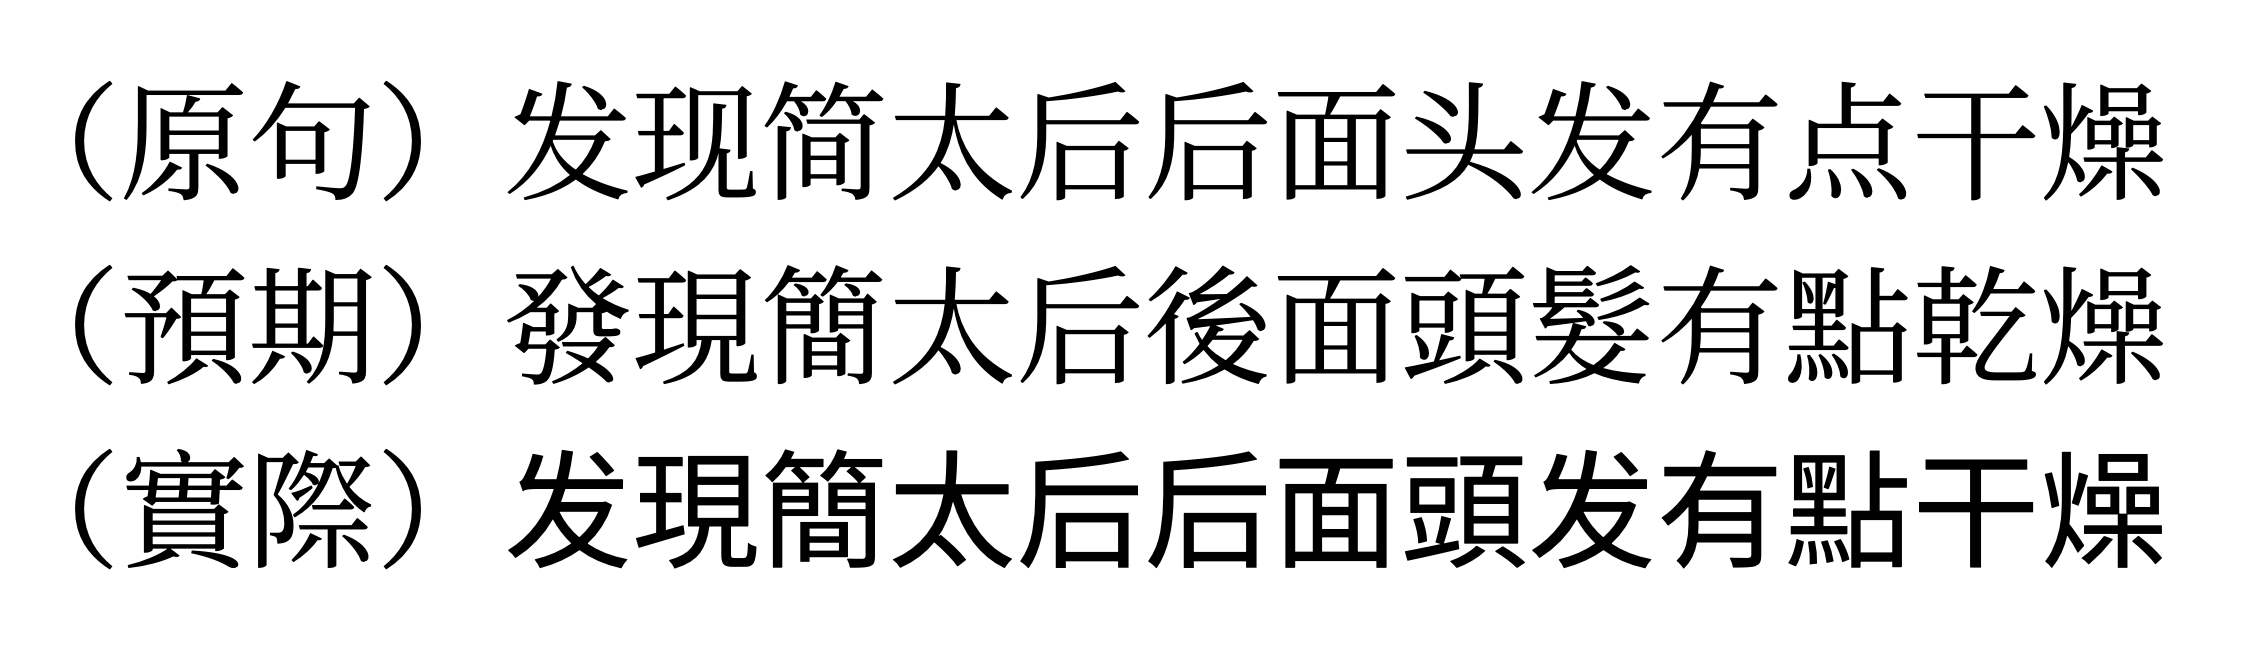 （原句）发现简太后后面头发有点干燥
（預期）發現簡太后後面頭髮有點乾燥
（實際）发現簡太后后面頭发有點干燥